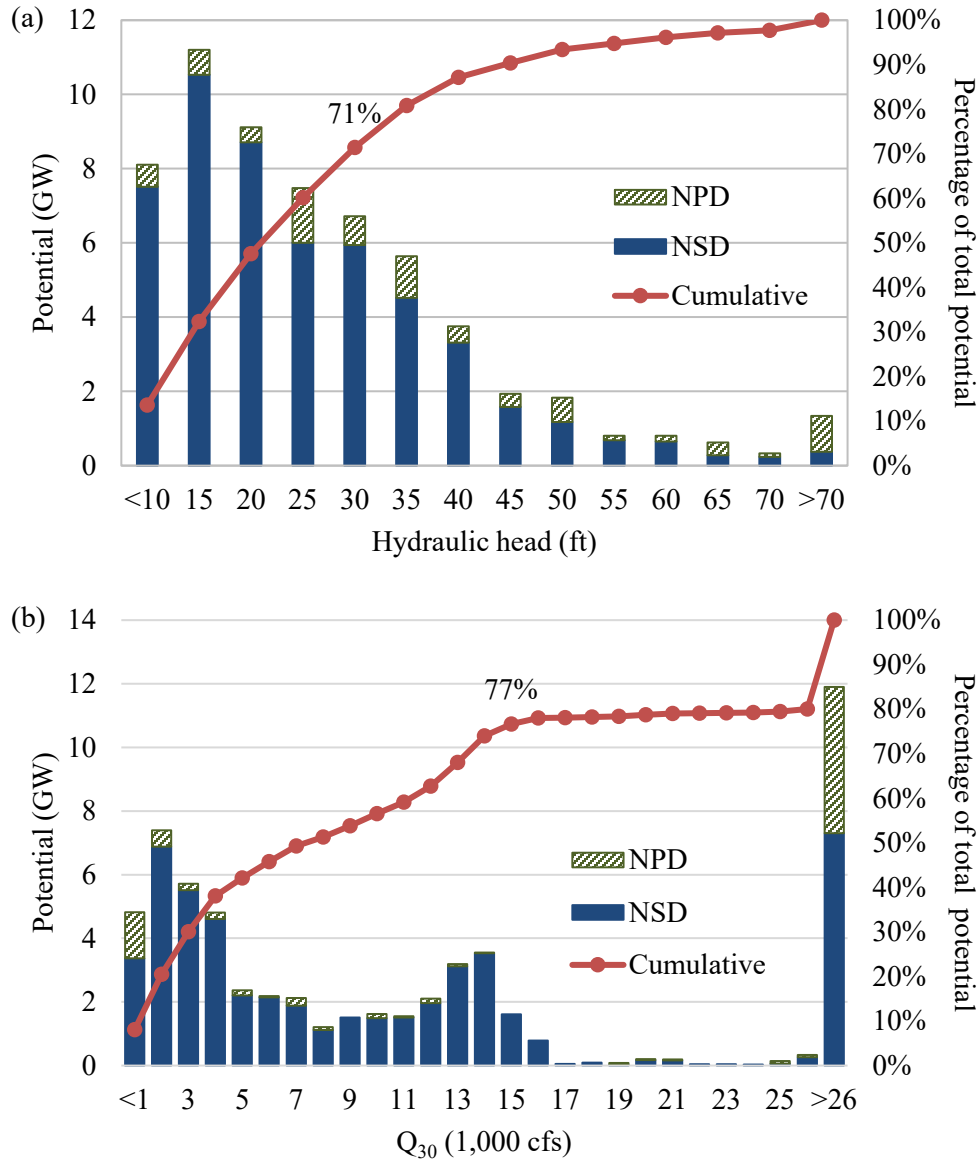 (a)
12
10
8
6
4
2
0
Potential (GW)
100%
90%
80%
70%
60%
50%
40%
30%
20%
10%
0%
Percentage of total potential
71%
NPD
NSD
Cumulative
<10 15 20 25 30 35 40 45 50 55 60 65 70 >70
Hydraulic head (ft)
(b)
14
12
10
8
6
4
2
0
Potential (GW)
100%
90%
80%
70%
60%
50%
40%
30%
20%
10%
0%
Percentage of total potential
77%
NPD
NSD
Cumulative
<1 3 5 7 9 11 13 15 17 19 21 23 25 >26
Q30 (1,000 cfs)